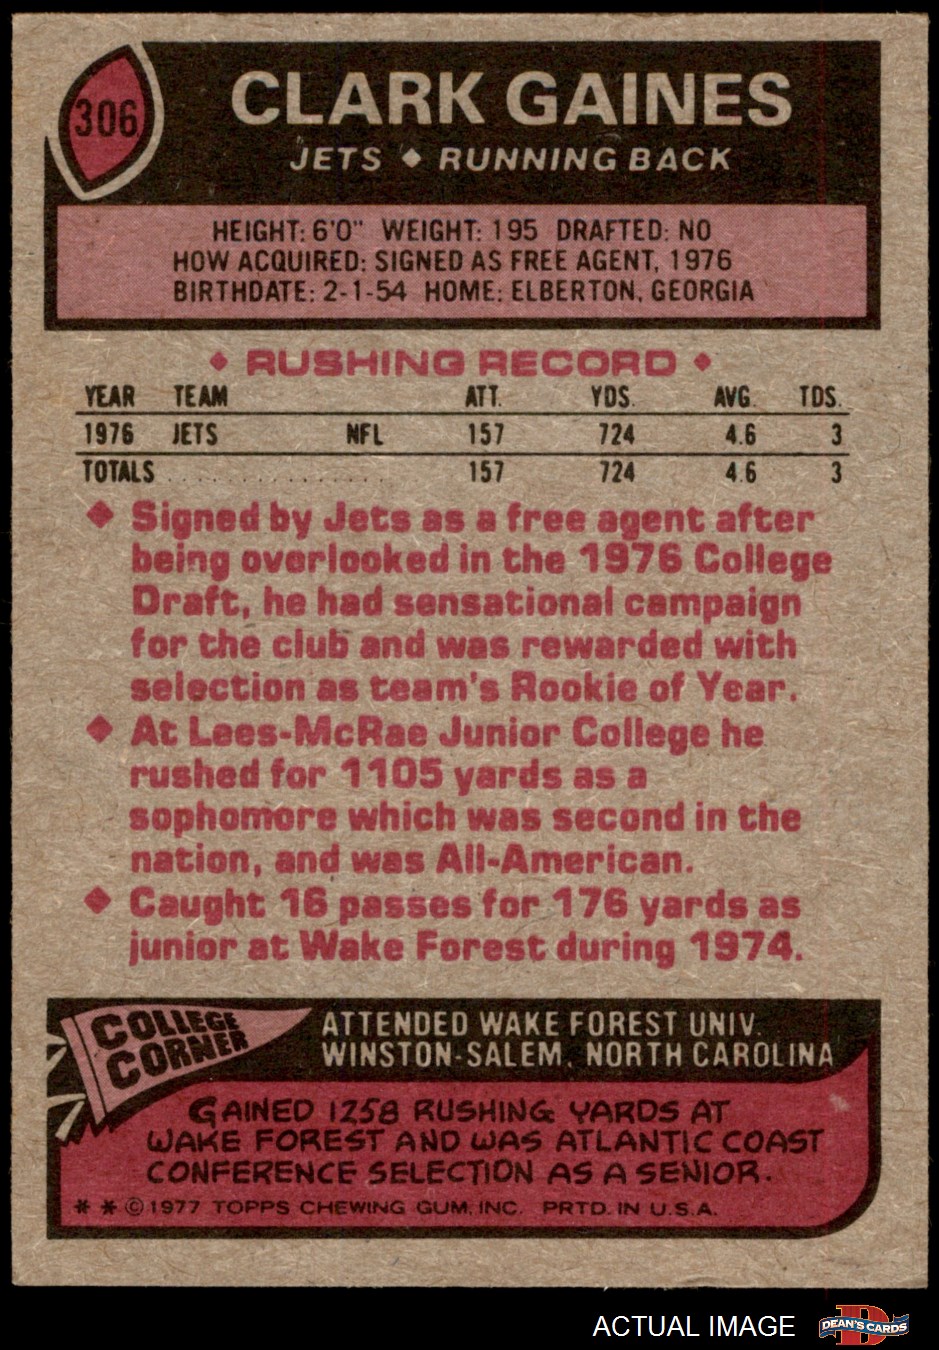 306
CLARK GAINES
JETS ♦ RUNNING BACK
HEIGHT: 6'0" WEIGHT: 195 DRAFTED: NO
HOW ACQUIRED: SIGNED AS FREE AGENT, 1976
BIRTHDATE: 2-1-54 HOME: ELBERTON, GEORGIA
♦ RUSHING RECORD ♦
YEAR TEAM ATT. YDS. AVG. TDS.
1976 JETS NFL 157 724 4.6 3
TOTALS . . . . . . . . . . . . . . . 157 724 4.6 3
♦ Signed by Jets as a free agent after
being overlooked in the 1976 College
Draft, he had sensational campaign
for the club and was rewarded with
selection as team's Rookie of Year.
♦ At Lees-McRae Junior College he
rushed for 1105 yards as a
sophomore which was second in the
nation, and was All-American.
♦ Caught 16 passes for 176 yards as
junior at Wake Forest during 1974.
COLLEGE
CORNER
ATTENDED WAKE FOREST UNIV.
WINSTON-SALEM, NORTH CAROLINA
GAINED 1258 RUSHING YARDS AT
WAKE FOREST AND WAS ATLANTIC COAST
CONFERENCE SELECTION AS A SENIOR.
* * © 1977 TOPPS CHEWING GUM, INC. PRTD. IN U.S.A.
ACTUAL IMAGE
D
DEAN'S CARDS